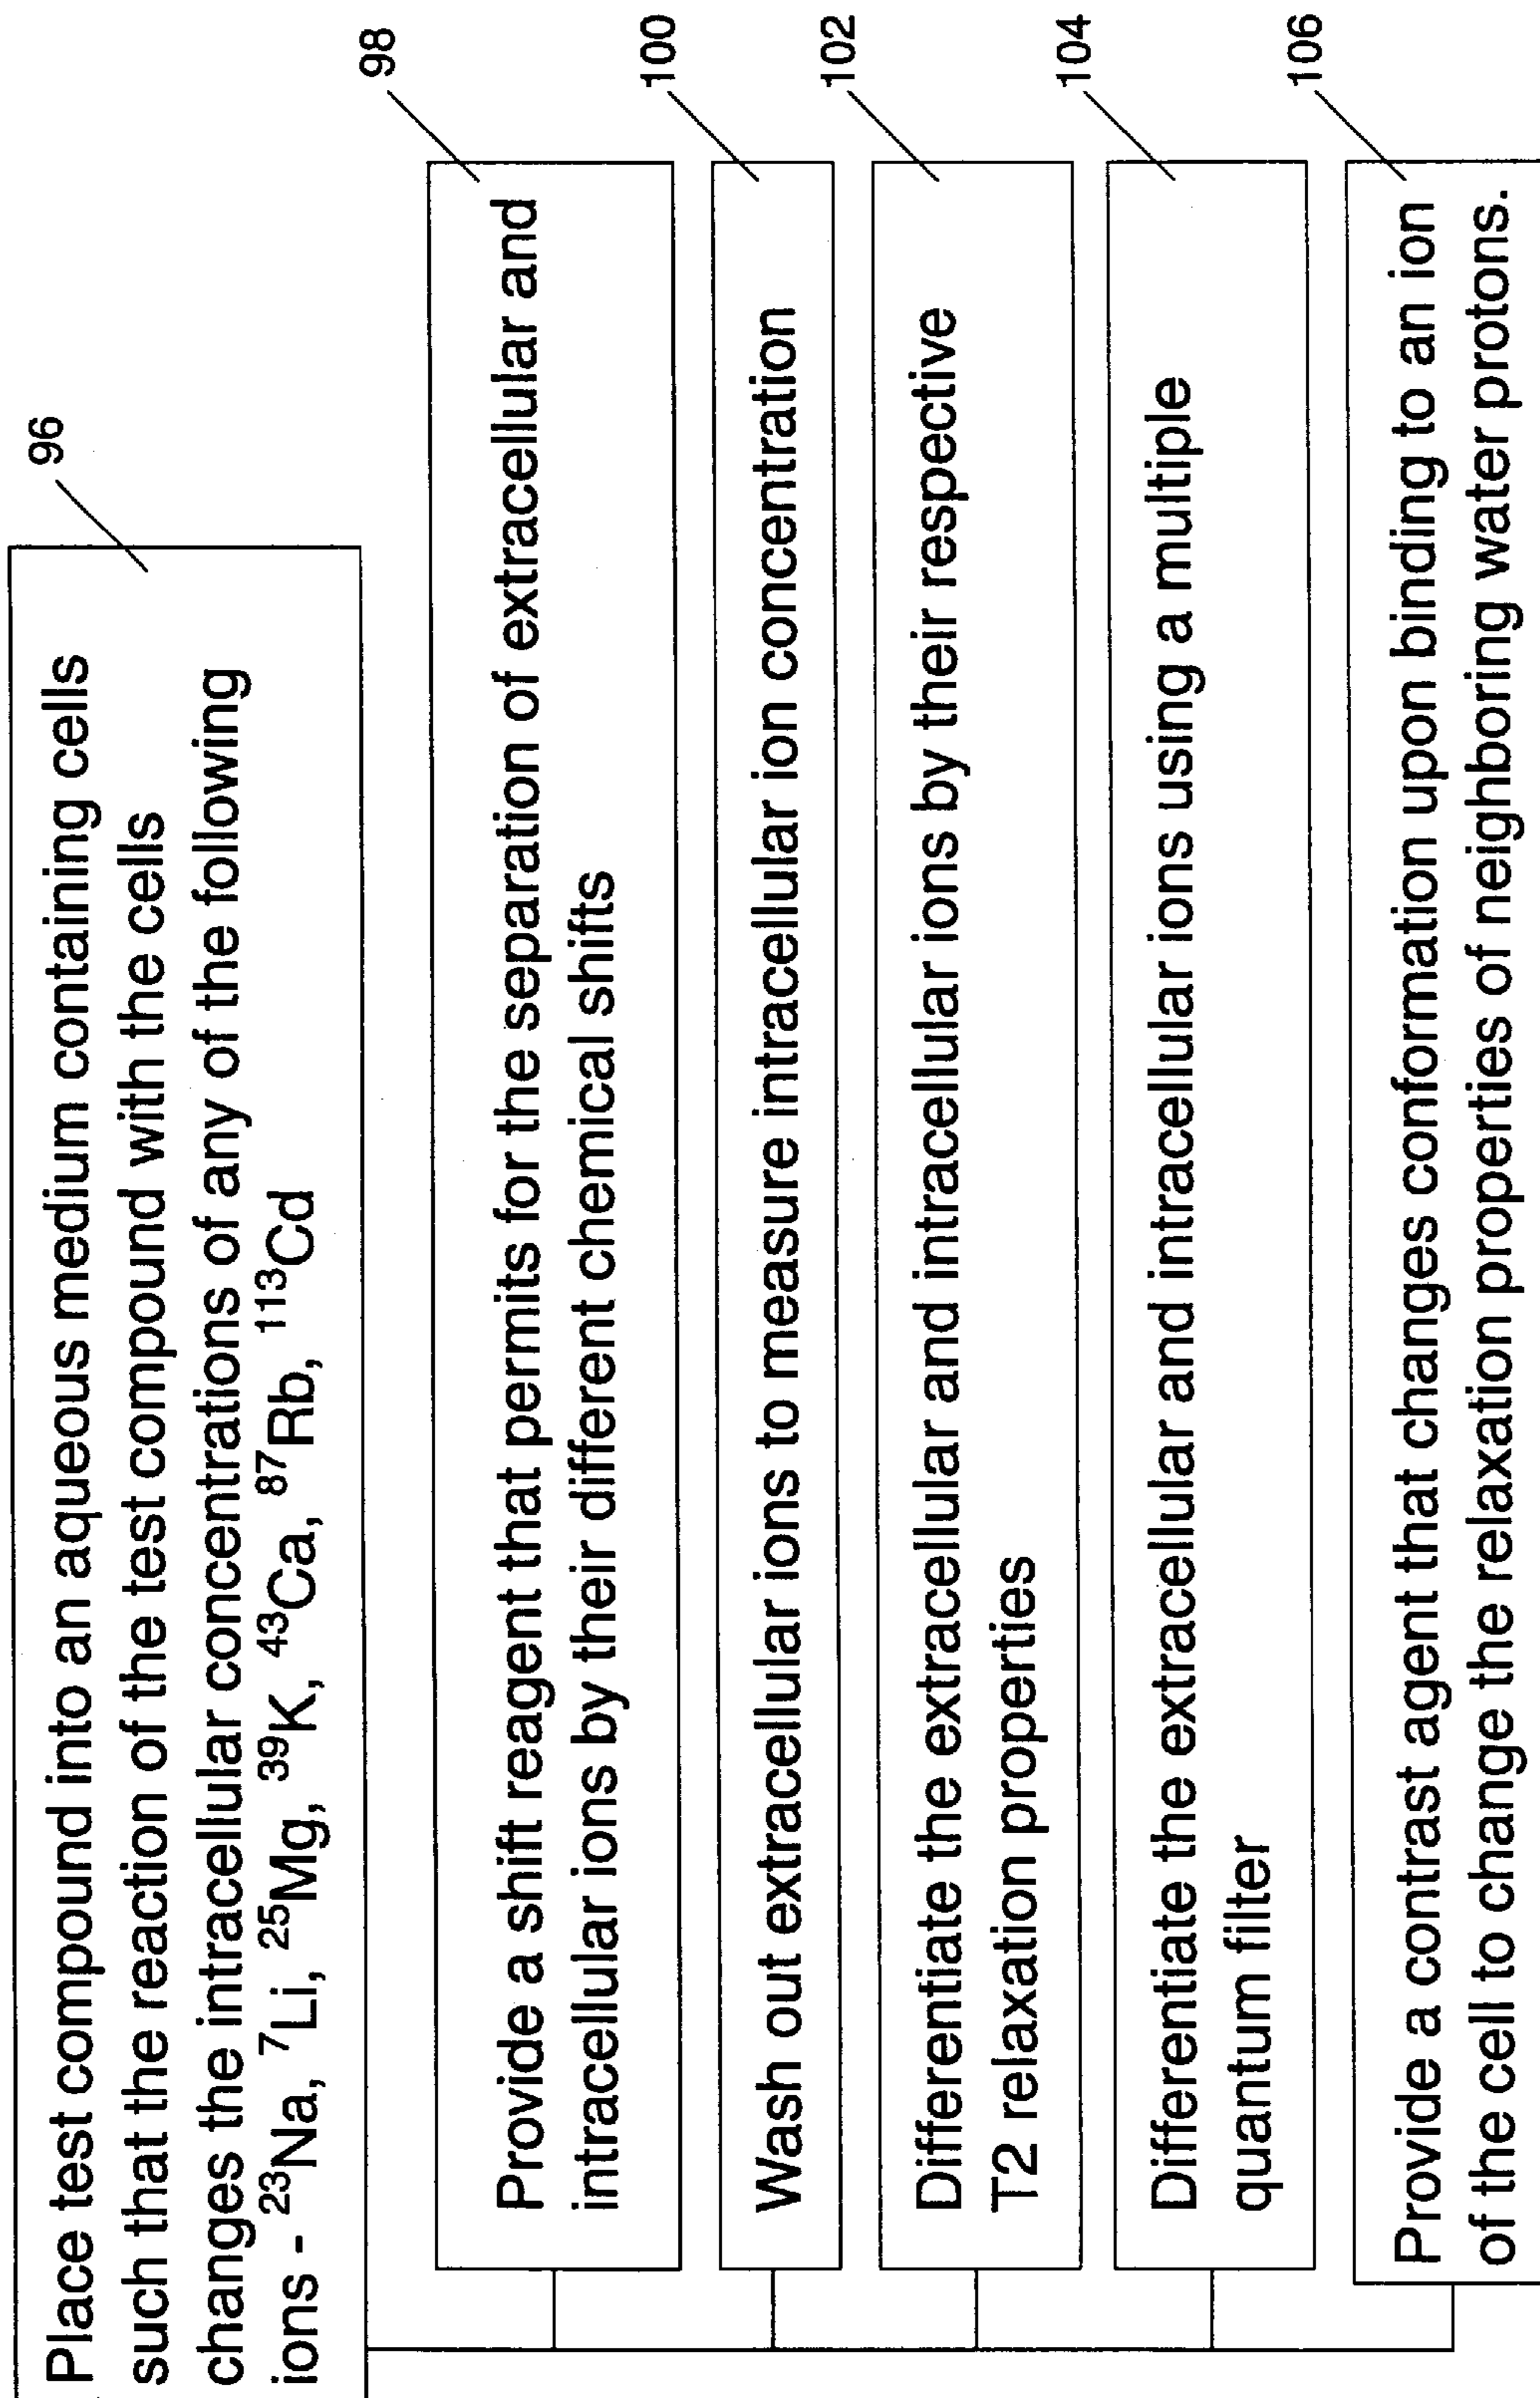 96
Place test compound into an aqueous medium containing cells
such that the reaction of the test compound with the cells
changes the intracellular concentrations of any of the following
ions - ²³Na, ⁷Li, ²⁵Mg, ³⁹K, ⁴³Ca, ⁸⁷Rb, ¹¹³Cd
98
Provide a shift reagent that permits for the separation of extracellular and
intracellular ions by their different chemical shifts
100
Wash out extracellular ions to measure intracellular ion concentration
102
Differentiate the extracellular and intracellular ions by their respective
T2 relaxation properties
104
Differentiate the extracellular and intracellular ions using a multiple
quantum filter
106
Provide a contrast agent that changes conformation upon binding to an ion
of the cell to change the relaxation properties of neighboring water protons.